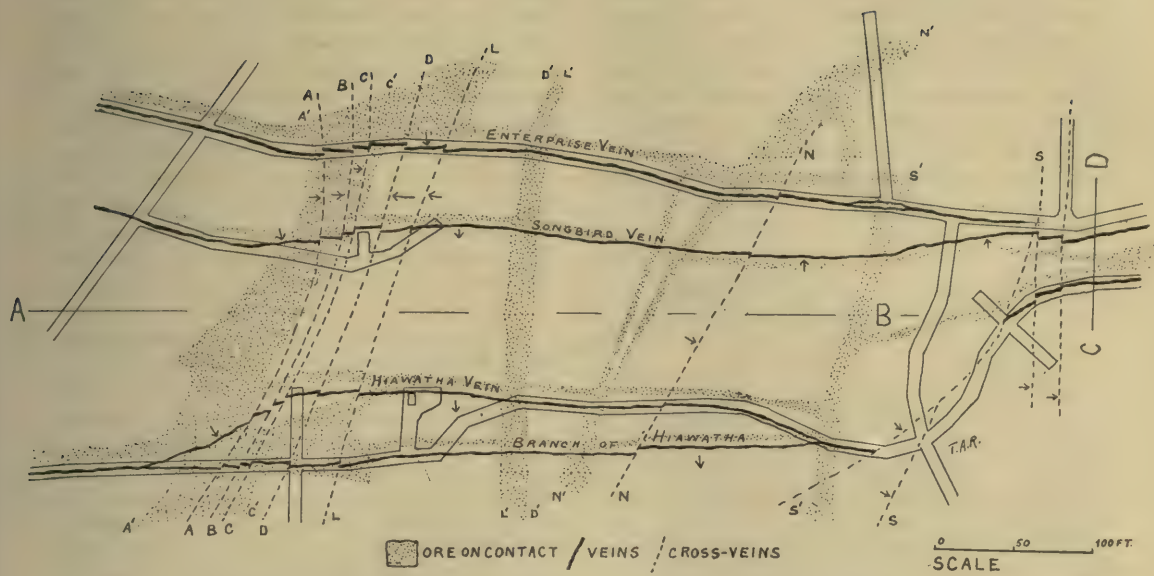 A' A B C C' D L
D' L'
N'
ENTERPRISE VEIN
N
S'
S
D
SONGBIRD VEIN
A B
C
HIAWATHA VEIN
BRANCH OF HIAWATHA
T.A.R.
A' A B C D C L
L' D' N' N
S' S
ORE ON CONTACT VEINS CROSS-VEINS
0 50 100 FT.
SCALE